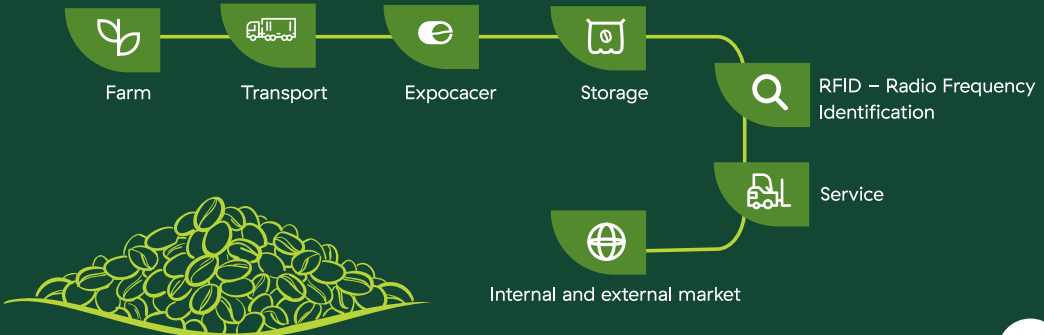 Farm
Transport
Expocacer
Storage
RFID – Radio Frequency
Identification
Service
Internal and external market